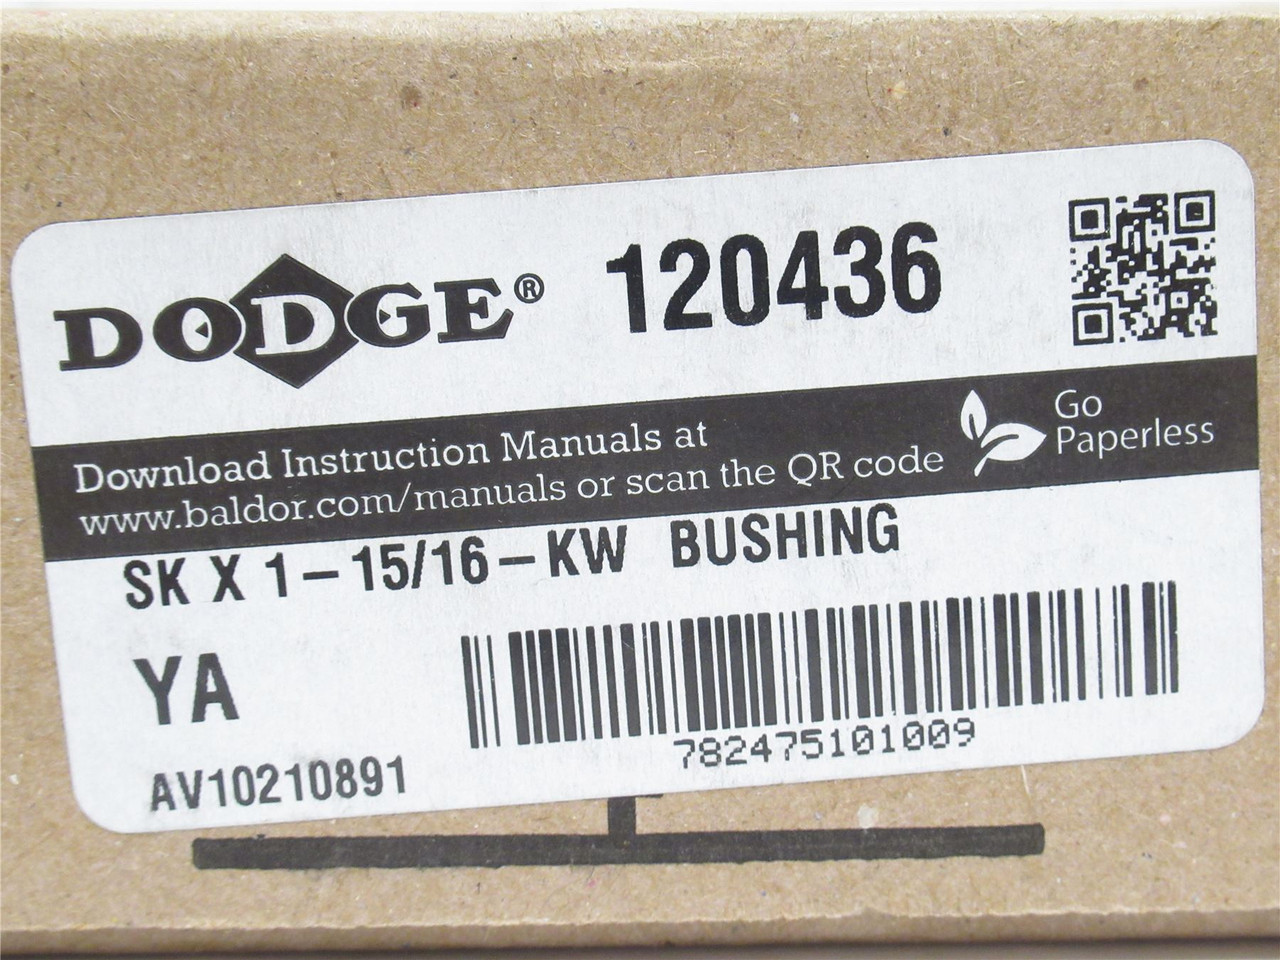 DODGE®
120436
Download Instruction Manuals at
www.baldor.com/manuals or scan the QR code
Go
Paperless
SK X 1-15/16-KW BUSHING
YA
782475101009
AV10210891